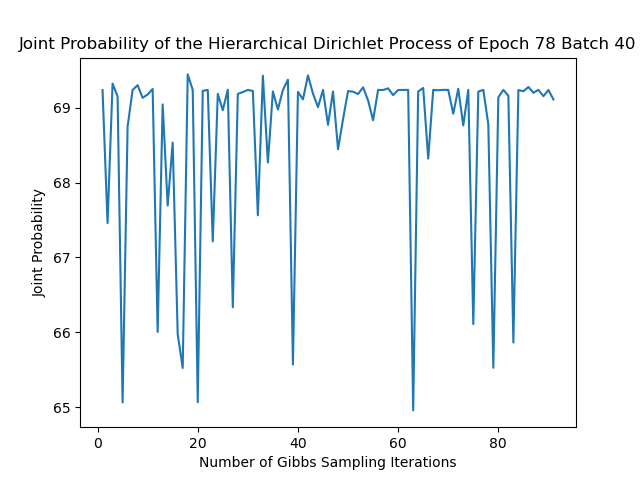 Joint Probability of the Hierarchical Dirichlet Process of Epoch 78 Batch 40
Joint Probability
69
68
67
66
65
0 20 40 60 80
Number of Gibbs Sampling Iterations